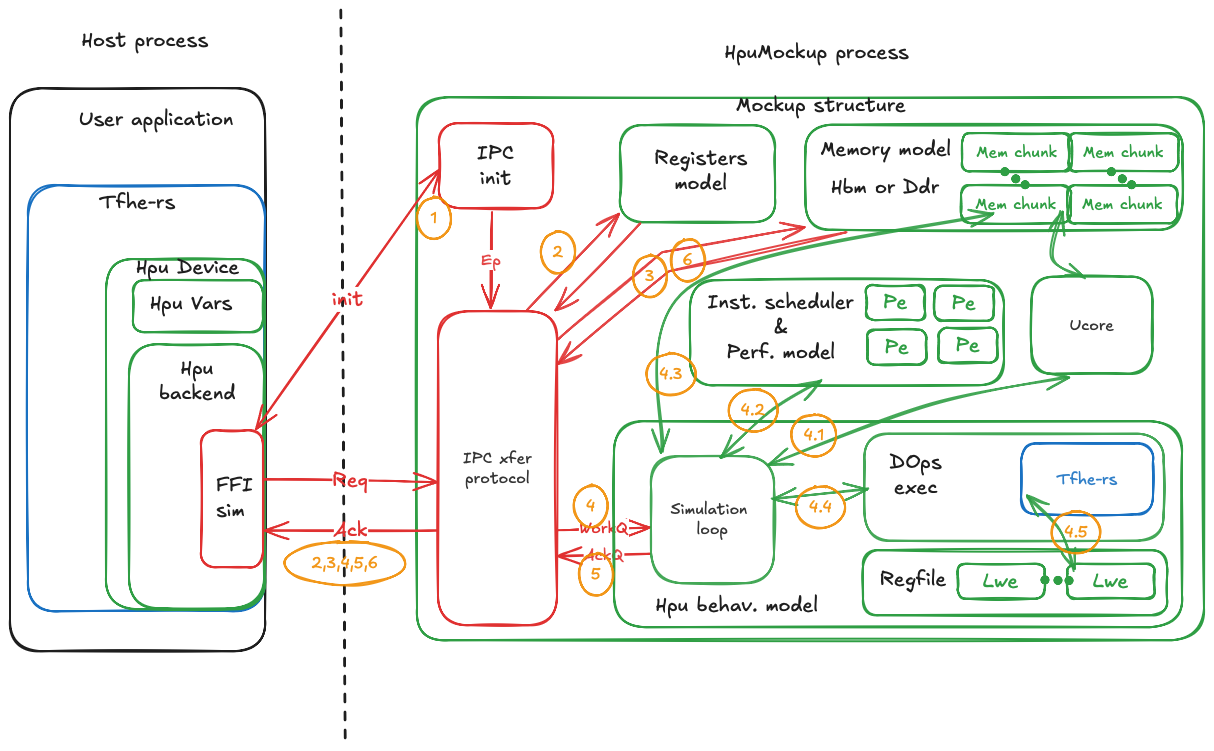 Host process
HpuMockup process
User application
Tfhe-rs
Hpu Device
Hpu Vars
Hpu
backend
FFI
sim
init
Req
Ack
2,3,4,5,6
Mockup structure
IPC
init
1
Ep
IPC xfer
protocol
Registers
model
2
3
6
Memory model
Hbm or Ddr
Mem chunk
Mem chunk
Mem chunk
Mem chunk
Inst. scheduler
&
Perf. model
Pe
Pe
Pe
Pe
Ucore
4.3
4.2
4.1
4
WorkQ
AckQ
5
Simulation
loop
Hpu behav. model
4.4
DOps
exec
Tfhe-rs
4.5
Regfile
Lwe
Lwe